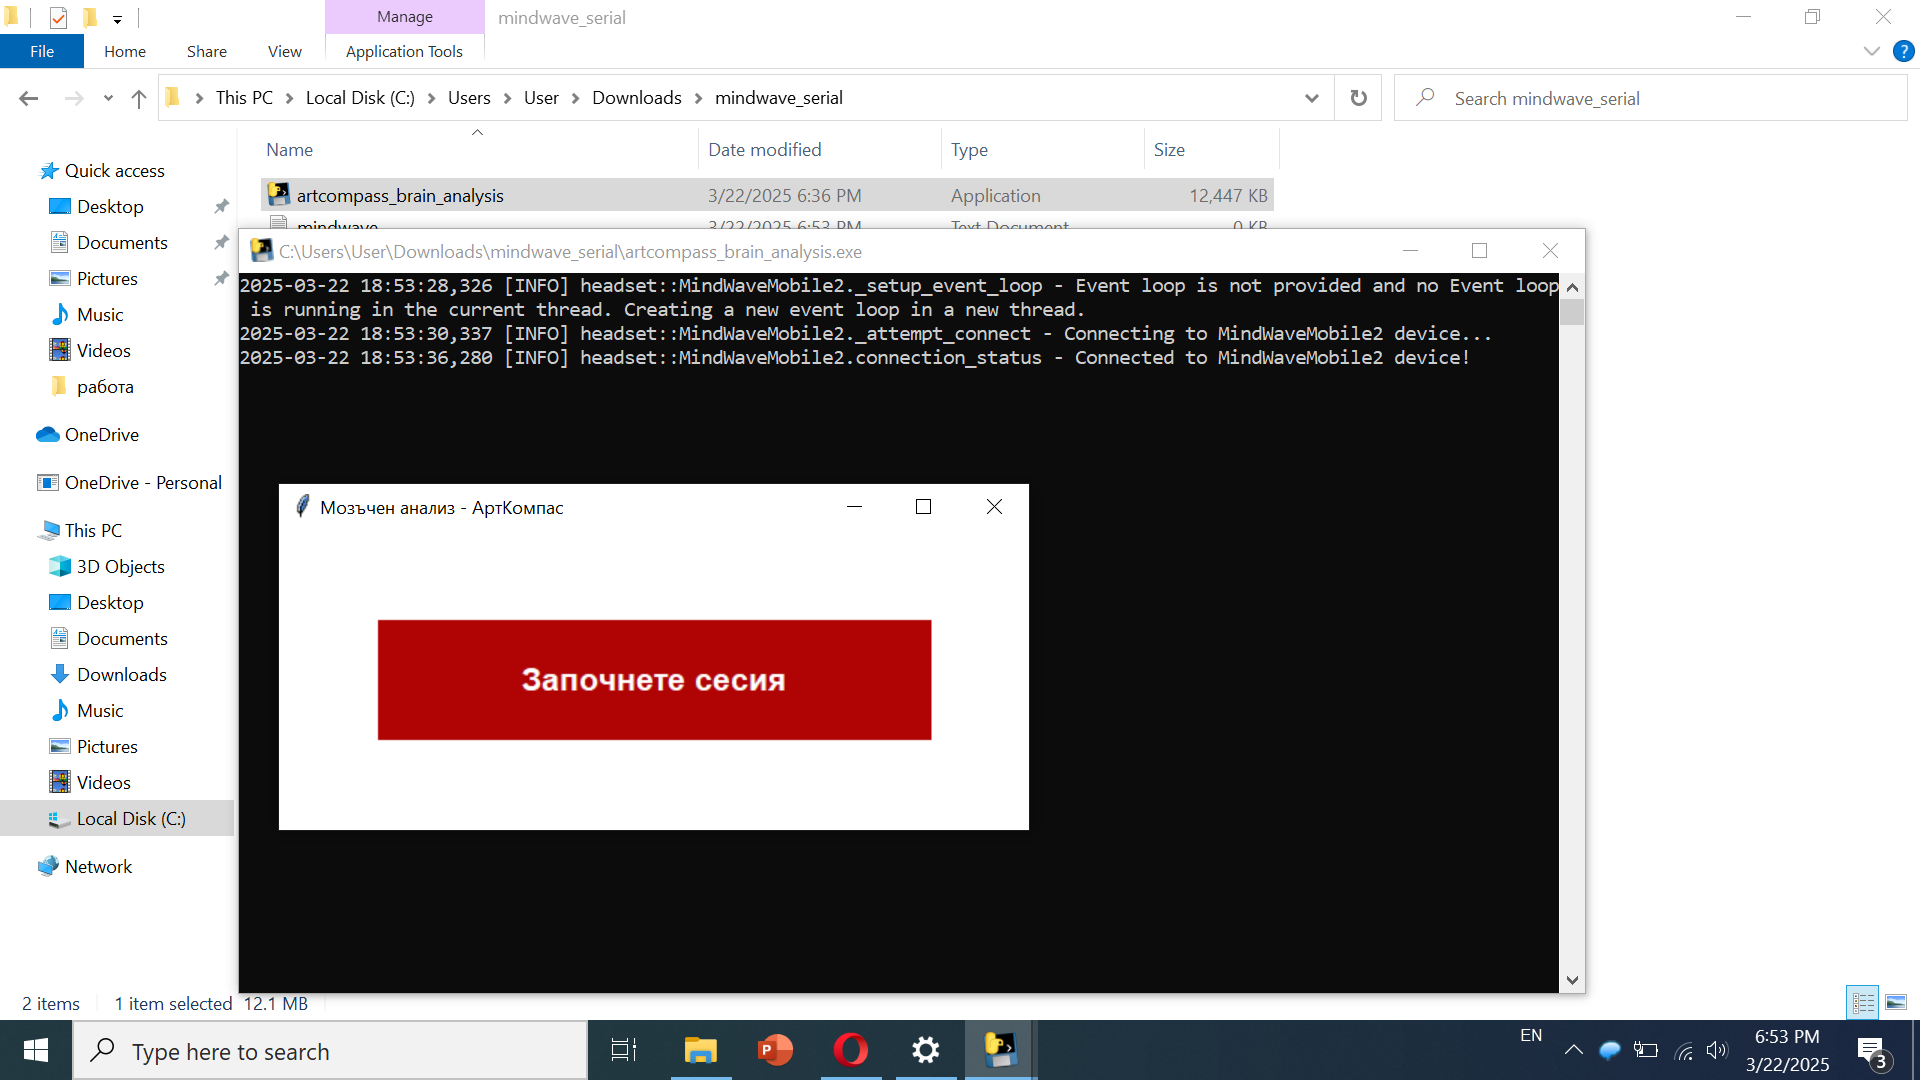 Manage
mindwave_serial
File
Home
Share
View
Application Tools
This PC
Local Disk (C:)
Users
User
Downloads
mindwave_serial
Search mindwave_serial
Name
Date modified
Type
Size
artcompass_brain_analysis
3/22/2025 6:36 PM
Application
12,447 KB
mindwave
3/22/2025 6:53 PM
Text Document
0 KB
Quick access
Desktop
Documents
Pictures
Music
Videos
работа
OneDrive
OneDrive - Personal
This PC
3D Objects
Desktop
Documents
Downloads
Music
Pictures
Videos
Local Disk (C:)
Network
C:\Users\User\Downloads\mindwave_serial\artcompass_brain_analysis.exe
2025-03-22 18:53:28,326 [INFO] headset::MindWaveMobile2._setup_event_loop - Event loop is not provided and no Event loop
is running in the current thread. Creating a new event loop in a new thread.
2025-03-22 18:53:30,337 [INFO] headset::MindWaveMobile2._attempt_connect - Connecting to MindWaveMobile2 device...
2025-03-22 18:53:36,280 [INFO] headset::MindWaveMobile2.connection_status - Connected to MindWaveMobile2 device!
Мозъчен анализ - АртКомпас
Започнете сесия
2 items
1 item selected
12.1 MB
Type here to search
EN
6:53 PM
3/22/2025
3